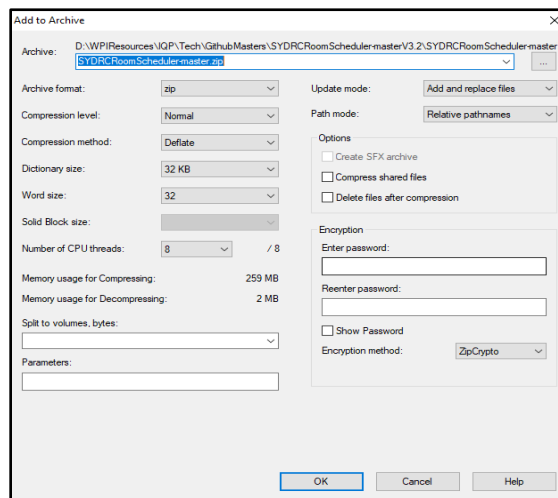 Add to Archive
D:\WPIResources\IQP\Tech\GithubMasters\SYDRCRoomScheduler-masterV3.2\SYDRCRoomScheduler-master
Archive:
SYDRCRoomScheduler-master.zip
...
Archive format:
zip
Compression level:
Normal
Compression method:
Deflate
Dictionary size:
32 KB
Word size:
32
Solid Block size:
Number of CPU threads:
8
/ 8
Memory usage for Compressing:
259 MB
Memory usage for Decompressing:
2 MB
Split to volumes, bytes:
Parameters:
Update mode:
Add and replace files
Path mode:
Relative pathnames
Options
Create SFX archive
Compress shared files
Delete files after compression
Encryption
Enter password:
Reenter password:
Show Password
Encryption method:
ZipCrypto
OK
Cancel
Help